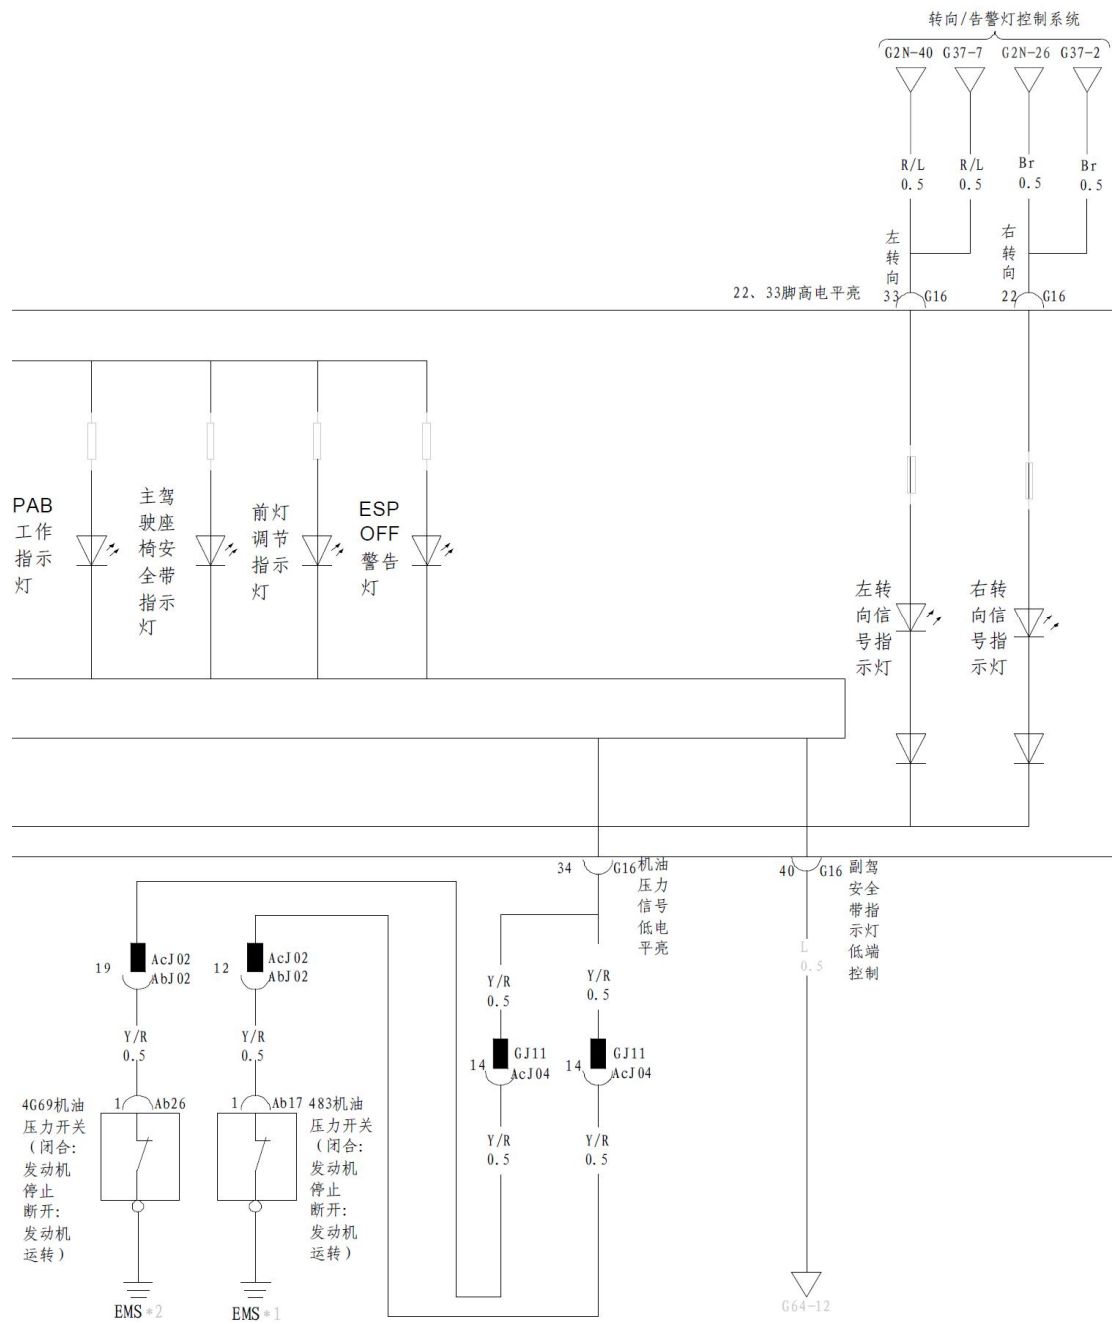 转向/告警灯控制系统
G2N-40 G37-7 G2N-26 G37-2
R/L
0.5
R/L
0.5
Br
0.5
Br
0.5
左
转
向
右
转
向
22、33脚高电平亮
33 G16
22 G16
PAB
工作
指示
灯
主驾
驶座
椅安
全带
指示
灯
前灯
调节
指示
灯
ESP
OFF
警告
灯
左转
向信
号指
示灯
右转
向信
号指
示灯
34 G16
机油
压力
信号
低电
平亮
40 G16
副驾
安全
带指
示灯
低端
控制
19 AcJ02
AbJ02
12 AcJ02
AbJ02
Y/R
0.5
Y/R
0.5
L
0.5
Y/R
0.5
Y/R
0.5
14 GJ11
AcJ04
14 GJ11
AcJ04
Y/R
0.5
Y/R
0.5
1 Ab26
4G69机油
压力开关
(闭合:
发动机
停止
断开:
发动机
运转)
1 Ab17
483机油
压力开关
(闭合:
发动机
停止
断开:
发动机
运转)
EMS*2
EMS*1
G64-12